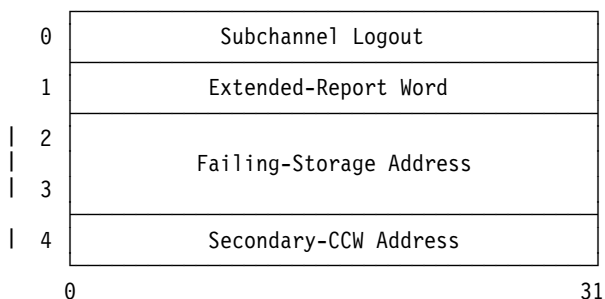 0 Subchannel Logout
1 Extended-Report Word
| 2
| Failing-Storage Address
| 3
| 4 Secondary-CCW Address
0 31